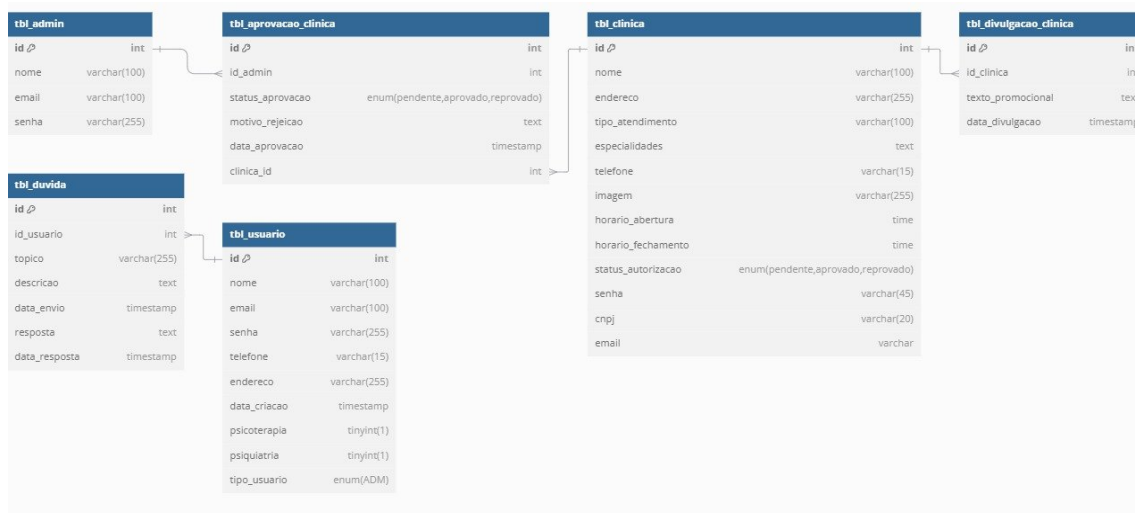 tbl_admin
id int
nome varchar(100)
email varchar(100)
senha varchar(255)
tbl_aprovacao_clinica
id int
id_admin int
status_aprovacao enum(pendente,aprovado,reprovado)
motivo_rejeicao text
data_aprovacao timestamp
clinica_id int
tbl_clinica
id int
nome varchar(100)
endereco varchar(255)
tipo_atendimento varchar(100)
especialidades text
telefone varchar(15)
imagem varchar(255)
horario_abertura time
horario_fechamento time
status_autorizacao enum(pendente,aprovado,reprovado)
senha varchar(45)
cnpj varchar(20)
email varchar
tbl_divulgacao_clinica
id in
id_clinica in
texto_promocional tex
data_divulgacao timestamp
tbl_duvida
id int
id_usuario int
topico varchar(255)
descricao text
data_envio timestamp
resposta text
data_resposta timestamp
tbl_usuario
id int
nome varchar(100)
email varchar(100)
senha varchar(255)
telefone varchar(15)
endereco varchar(255)
data_criacao timestamp
psicoterapia tinyint(1)
psiquiatria tinyint(1)
tipo_usuario enum(ADM)